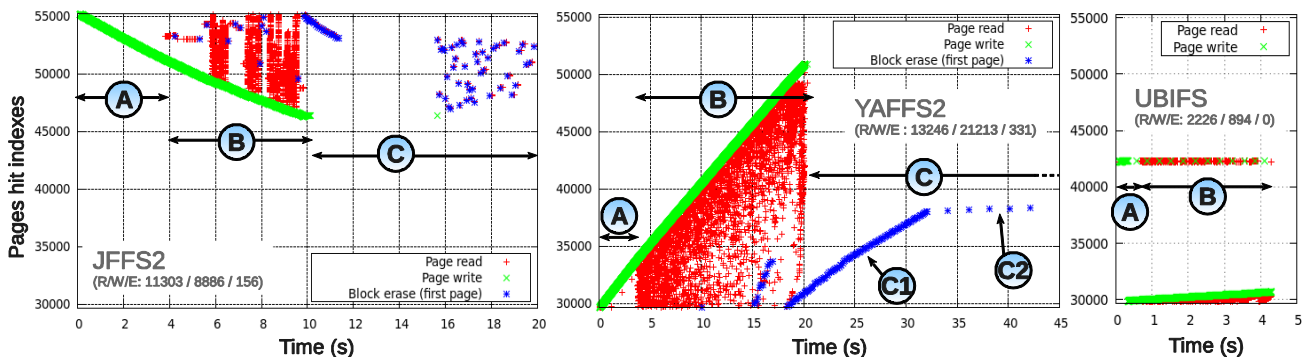 Pages hit indexes
55000
50000
45000
40000
35000
30000
A
B
C
JFFS2
(R/W/E: 11303 / 8886 / 156)
Page read
Page write
Block erase (first page)
0 2 4 6 8 10 12 14 16 18 20
Time (s)
55000
50000
45000
40000
35000
30000
Page read
Page write
Block erase (first page)
B
YAFFS2
(R/W/E : 13246 / 21213 / 331)
A
C
C1
C2
0 5 10 15 20 25 30 35 40 45
Time (s)
55000
50000
45000
40000
35000
30000
Page read
Page write
UBIFS
(R/W/E: 2226 / 894 / 0)
A
B
0 1 2 3 4 5
Time (s)